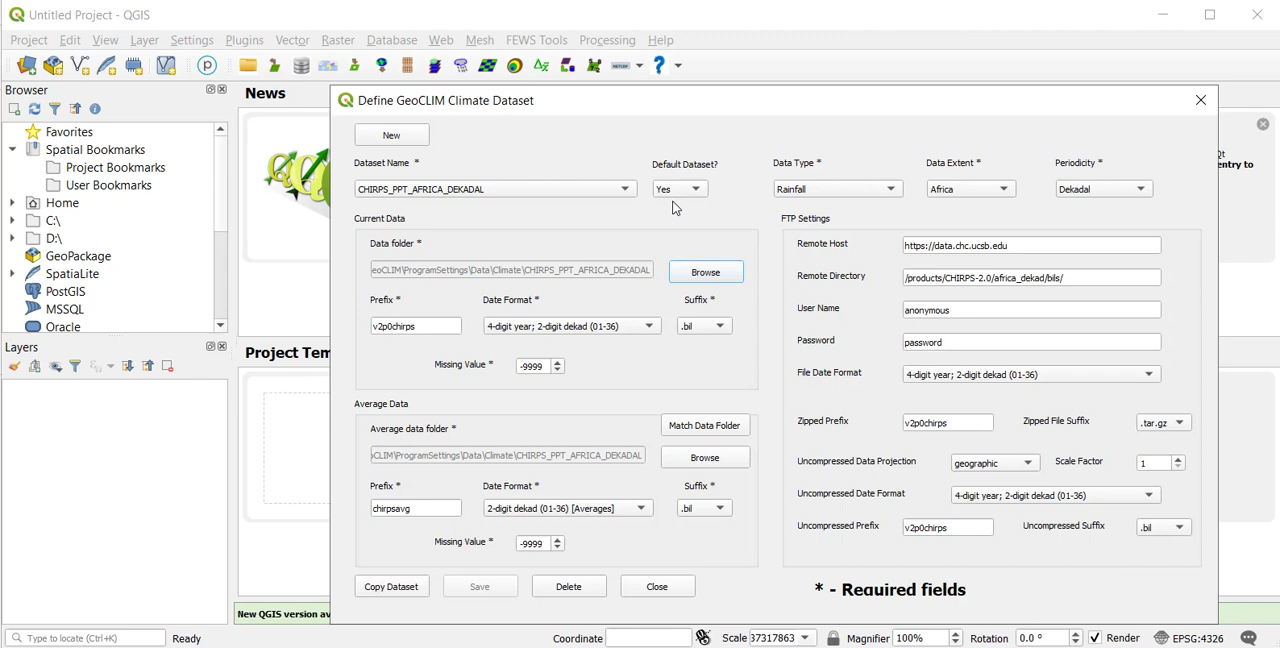 Untitled Project - QGIS
Project Edit View Layer Settings Plugins Vector Raster Database Web Mesh FEWS Tools Processing Help
Browser
Favorites
Spatial Bookmarks
Project Bookmarks
User Bookmarks
Home
C:\
D:\
GeoPackage
SpatiaLite
PostGIS
MSSQL
Oracle
Layers
News
Project Tem
New QGIS version av
Qt
entry to
Define GeoCLIM Climate Dataset
New
Dataset Name * Default Dataset? Data Type * Data Extent * Periodicity *
CHIRPS_PPT_AFRICA_DEKADAL Yes Rainfall Africa Dekadal
Current Data
Data folder *
eoCLIM\ProgramSettings\Data\Climate\CHIRPS_PPT_AFRICA_DEKADAL Browse
Prefix * Date Format * Suffix *
v2p0chirps 4-digit year; 2-digit dekad (01-36) .bil
Missing Value * -9999
Average Data
Average data folder * Match Data Folder
CLIM\ProgramSettings\Data\Climate\CHIRPS_PPT_AFRICA_DEKADAL Browse
Prefix * Date Format * Suffix *
chirpsavg 2-digit dekad (01-36) [Averages] .bil
Missing Value * -9999
Copy Dataset Save Delete Close
FTP Settings
Remote Host https://data.chc.ucsb.edu
Remote Directory /products/CHIRPS-2.0/africa_dekad/bils/
User Name anonymous
Password password
File Date Format 4-digit year; 2-digit dekad (01-36)
Zipped Prefix v2p0chirps Zipped File Suffix .tar.gz
Uncompressed Data Projection geographic Scale Factor 1
Uncompressed Date Format 4-digit year; 2-digit dekad (01-36)
Uncompressed Prefix v2p0chirps Uncompressed Suffix .bil
* - Required fields
Type to locate (Ctrl+K) Ready Coordinate Scale 37317863 Magnifier 100% Rotation 0.0 ° Render EPSG:4326